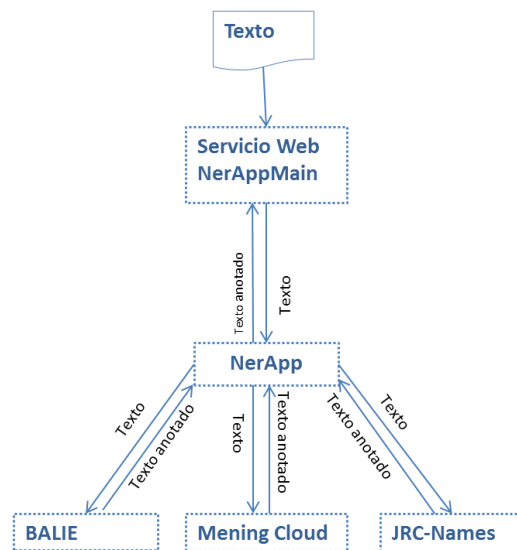 Texto
Servicio Web
NerAppMain
Texto anotado
Texto
NerApp
Texto
Texto anotado
Texto
Texto anotado
Texto
Texto anotado
BALIE
Mening Cloud
JRC-Names